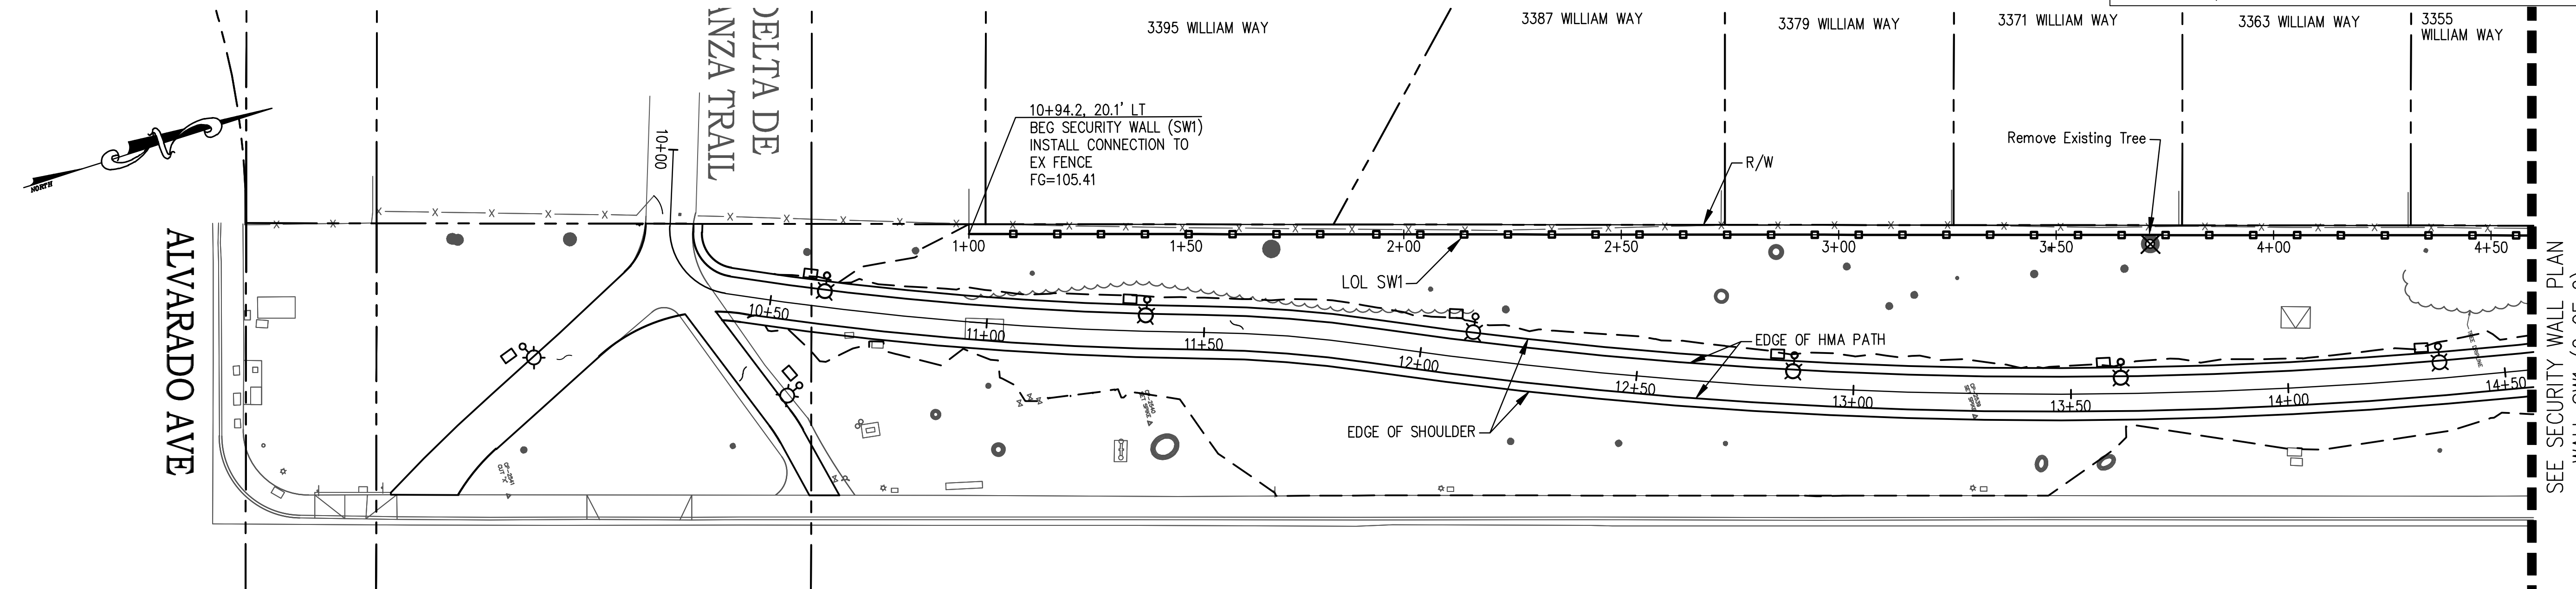 3395 WILLIAM WAY
3387 WILLIAM WAY
3379 WILLIAM WAY
3371 WILLIAM WAY
3363 WILLIAM WAY
3355
WILLIAM WAY
DELTA DE
ANZA TRAIL
NORTH
ALVARADO AVE
10+00
10+94.2, 20.1' LT
BEG SECURITY WALL (SW1)
INSTALL CONNECTION TO
EX FENCE
FG=105.41
R/W
Remove Existing Tree
1+00
1+50
2+00
2+50
3+00
3+50
4+00
4+50
LOL SW1
10+50
11+00
11+50
12+00
12+50
13+00
13+50
14+00
14+50
EDGE OF HMA PATH
EDGE OF SHOULDER
SEE SECURITY WALL PLAN